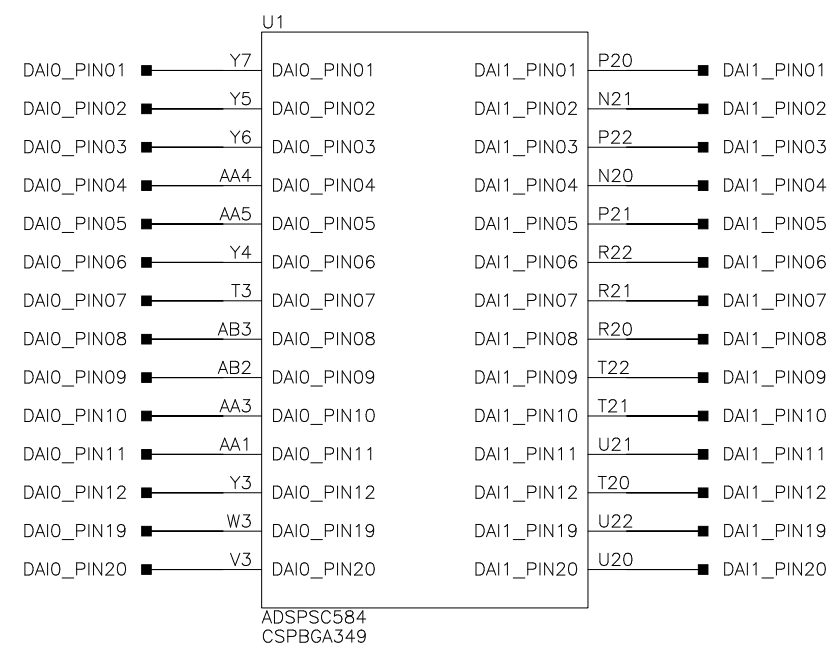 U1
DAI0_PIN01 Y7 DAI0_PIN01 DAI1_PIN01 P20 DAI1_PIN01
DAI0_PIN02 Y5 DAI0_PIN02 DAI1_PIN02 N21 DAI1_PIN02
DAI0_PIN03 Y6 DAI0_PIN03 DAI1_PIN03 P22 DAI1_PIN03
DAI0_PIN04 AA4 DAI0_PIN04 DAI1_PIN04 N20 DAI1_PIN04
DAI0_PIN05 AA5 DAI0_PIN05 DAI1_PIN05 P21 DAI1_PIN05
DAI0_PIN06 Y4 DAI0_PIN06 DAI1_PIN06 R22 DAI1_PIN06
DAI0_PIN07 T3 DAI0_PIN07 DAI1_PIN07 R21 DAI1_PIN07
DAI0_PIN08 AB3 DAI0_PIN08 DAI1_PIN08 R20 DAI1_PIN08
DAI0_PIN09 AB2 DAI0_PIN09 DAI1_PIN09 T22 DAI1_PIN09
DAI0_PIN10 AA3 DAI0_PIN10 DAI1_PIN10 T21 DAI1_PIN10
DAI0_PIN11 AA1 DAI0_PIN11 DAI1_PIN11 U21 DAI1_PIN11
DAI0_PIN12 Y3 DAI0_PIN12 DAI1_PIN12 T20 DAI1_PIN12
DAI0_PIN19 W3 DAI0_PIN19 DAI1_PIN19 U22 DAI1_PIN19
DAI0_PIN20 V3 DAI0_PIN20 DAI1_PIN20 U20 DAI1_PIN20
ADSPSC584
CSPBGA349